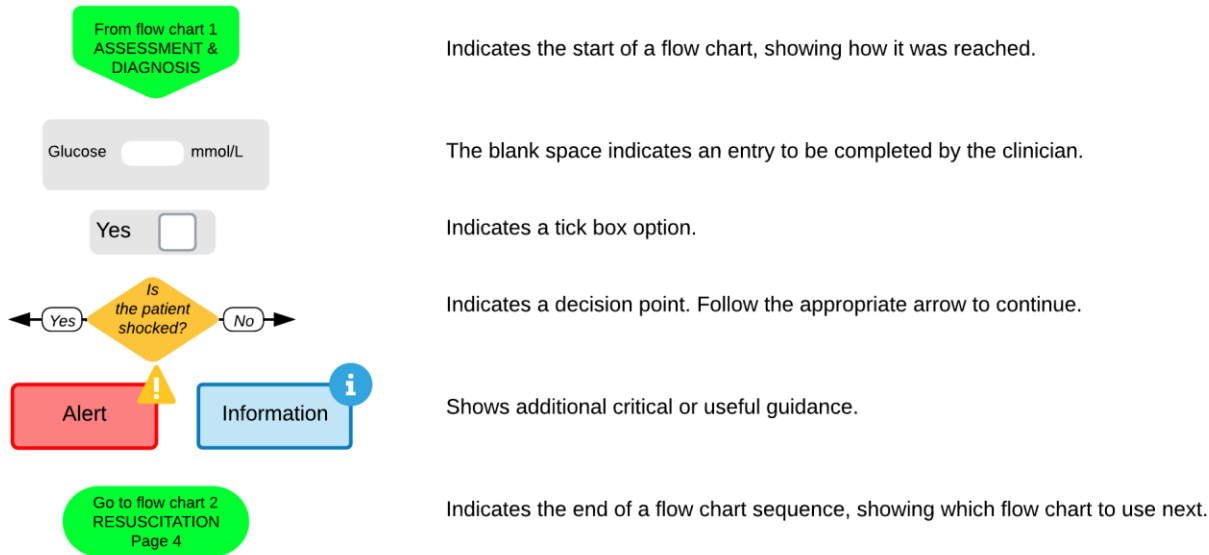 From flow chart 1
ASSESSMENT &
DIAGNOSIS
Indicates the start of a flow chart, showing how it was reached.
Glucose mmol/L
The blank space indicates an entry to be completed by the clinician.
Yes
Indicates a tick box option.
Is
the patient
shocked?
Yes
No
Indicates a decision point. Follow the appropriate arrow to continue.
Alert
Information
Shows additional critical or useful guidance.
Go to flow chart 2
RESUSCITATION
Page 4
Indicates the end of a flow chart sequence, showing which flow chart to use next.